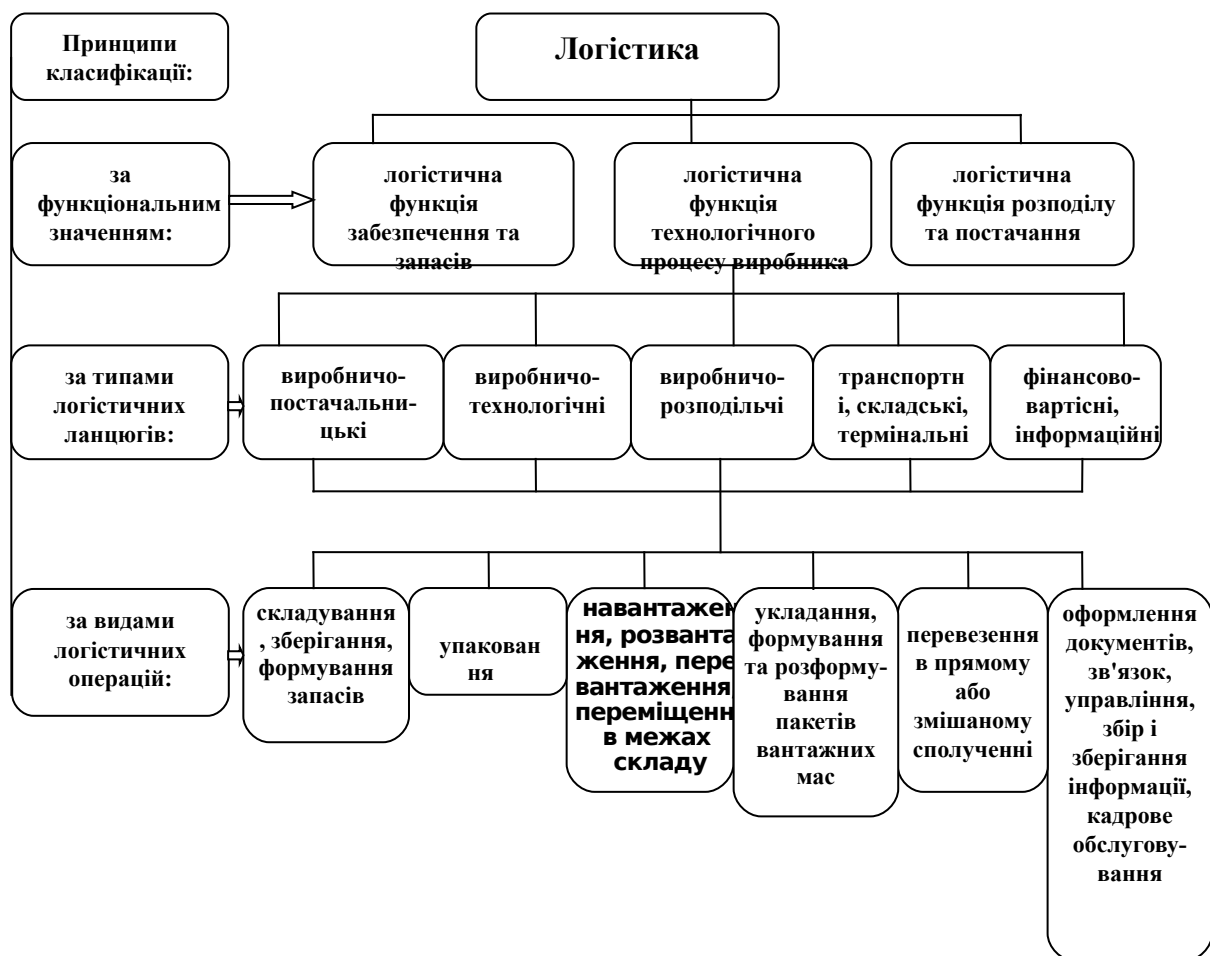 Принципи
класифікації:
Логістика
за
функціональним
значенням:
логістична
функція
забезпечення та
запасів
логістична
функція
технологічного
процесу виробника
логістична
функція розподілу
та постачання
за типами
логістичних
ланцюгів:
виробничо-
постачальни-
цькі
виробничо-
технологічні
виробничо-
розподільчі
транспортн
і, складські,
термінальні
фінансово-
вартісні,
інформаційні
за видами
логістичних
операцій:
складування
, зберігання,
формування
запасів
упакован
ня
навантажен
ня, розванта
ження, пере
вантаження
переміщенн
в межах
складу
укладання,
формування
та розформу-
вання
пакетів
вантажних
мас
перевезення
в прямому
або
змішаному
сполученні
оформлення
документів,
зв'язок,
управління,
збір і
зберігання
інформації,
кадрове
обслугову-
вання